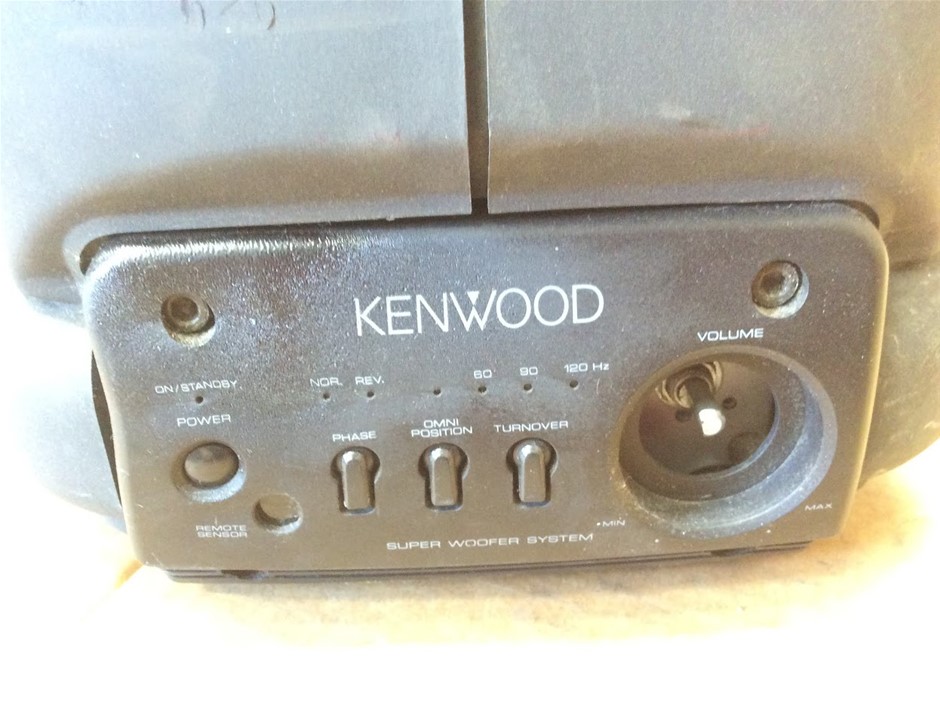 KENWOOD
VOLUME
ON/STANDBY
NOR. REV.
60 90 120 Hz
POWER
PHASE
OMNI
POSITION
TURNOVER
REMOTE
SENSOR
•MIN
MAX
SUPER WOOFER SYSTEM